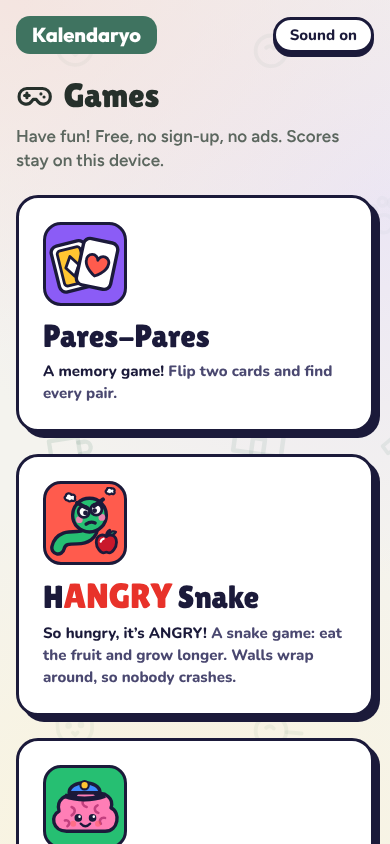 Kalendaryo
Sound on
Games
Have fun! Free, no sign-up, no ads. Scores
stay on this device.
Pares-Pares
A memory game! Flip two cards and find
every pair.
HANGRY Snake
So hungry, it’s ANGRY! A snake game: eat
the fruit and grow longer. Walls wrap
around, so nobody crashes.